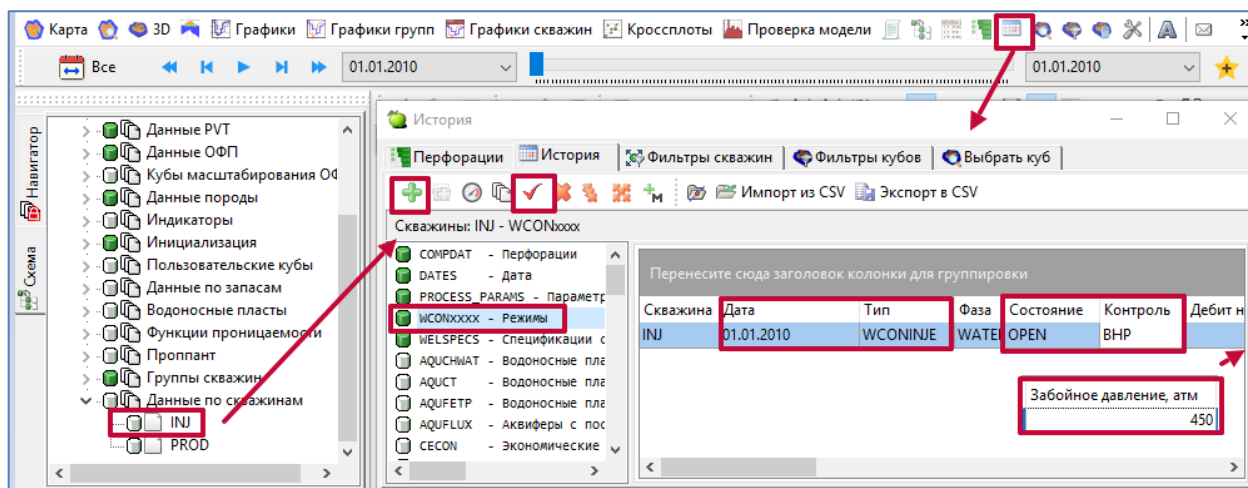 Карта 3D Графики Графики групп Графики скважин Кроссплоты Проверка модели
Все 01.01.2010 01.01.2010
Навигатор
Схема
Данные PVT
Данные ОФП
Кубы масштабирования ОФ
Данные породы
Индикаторы
Инициализация
Пользовательские кубы
Данные по запасам
Водоносные пласты
Функции проницаемости
Проппант
Группы скважин
Данные по скважинам
INJ
PROD
История
Перфорации История Фильтры скважин Фильтры кубов Выбрать куб
Импорт из CSV Экспорт в CSV
Скважины: INJ - WCONxxxx
COMPDAT - Перфорации
DATES - Дата
PROCESS_PARAMS - Параметр
WCONxxxx - Режимы
WELSPECS - Спецификации с
AQUCHWAT - Водоносные пла
AQUCT - Водоносные пла
AQUFETP - Водоносные пла
AQUFLUX - Аквиферы с пос
CECON - Экономические
Перенесите сюда заголовок колонки для группировки
Скважина Дата Тип Фаза Состояние Контроль Дебит н
INJ 01.01.2010 WCONINJE WATE OPEN BHP
Забойное давление, атм
450